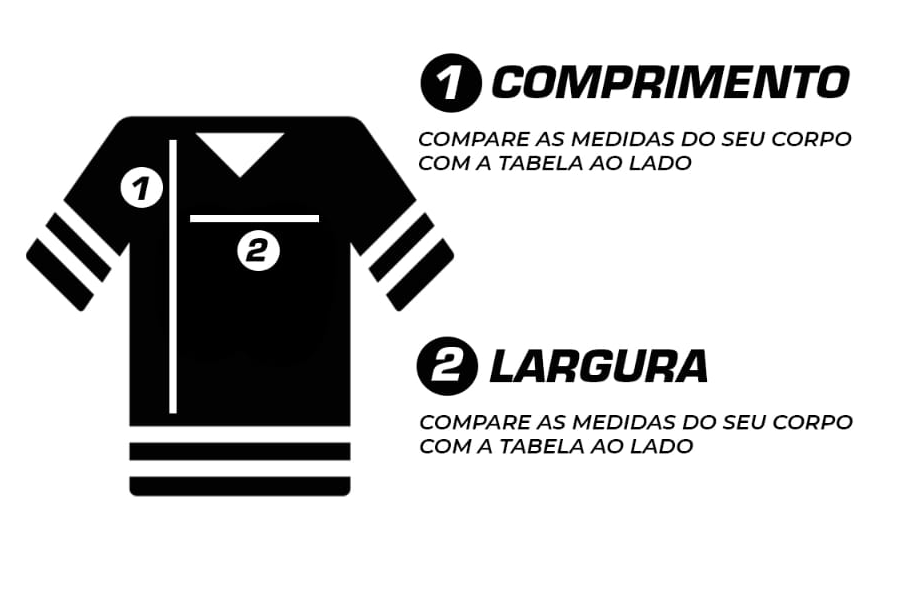 1 COMPRIMENTO
COMPARE AS MEDIDAS DO SEU CORPO
COM A TABELA AO LADO
1
2
2 LARGURA
COMPARE AS MEDIDAS DO SEU CORPO
COM A TABELA AO LADO